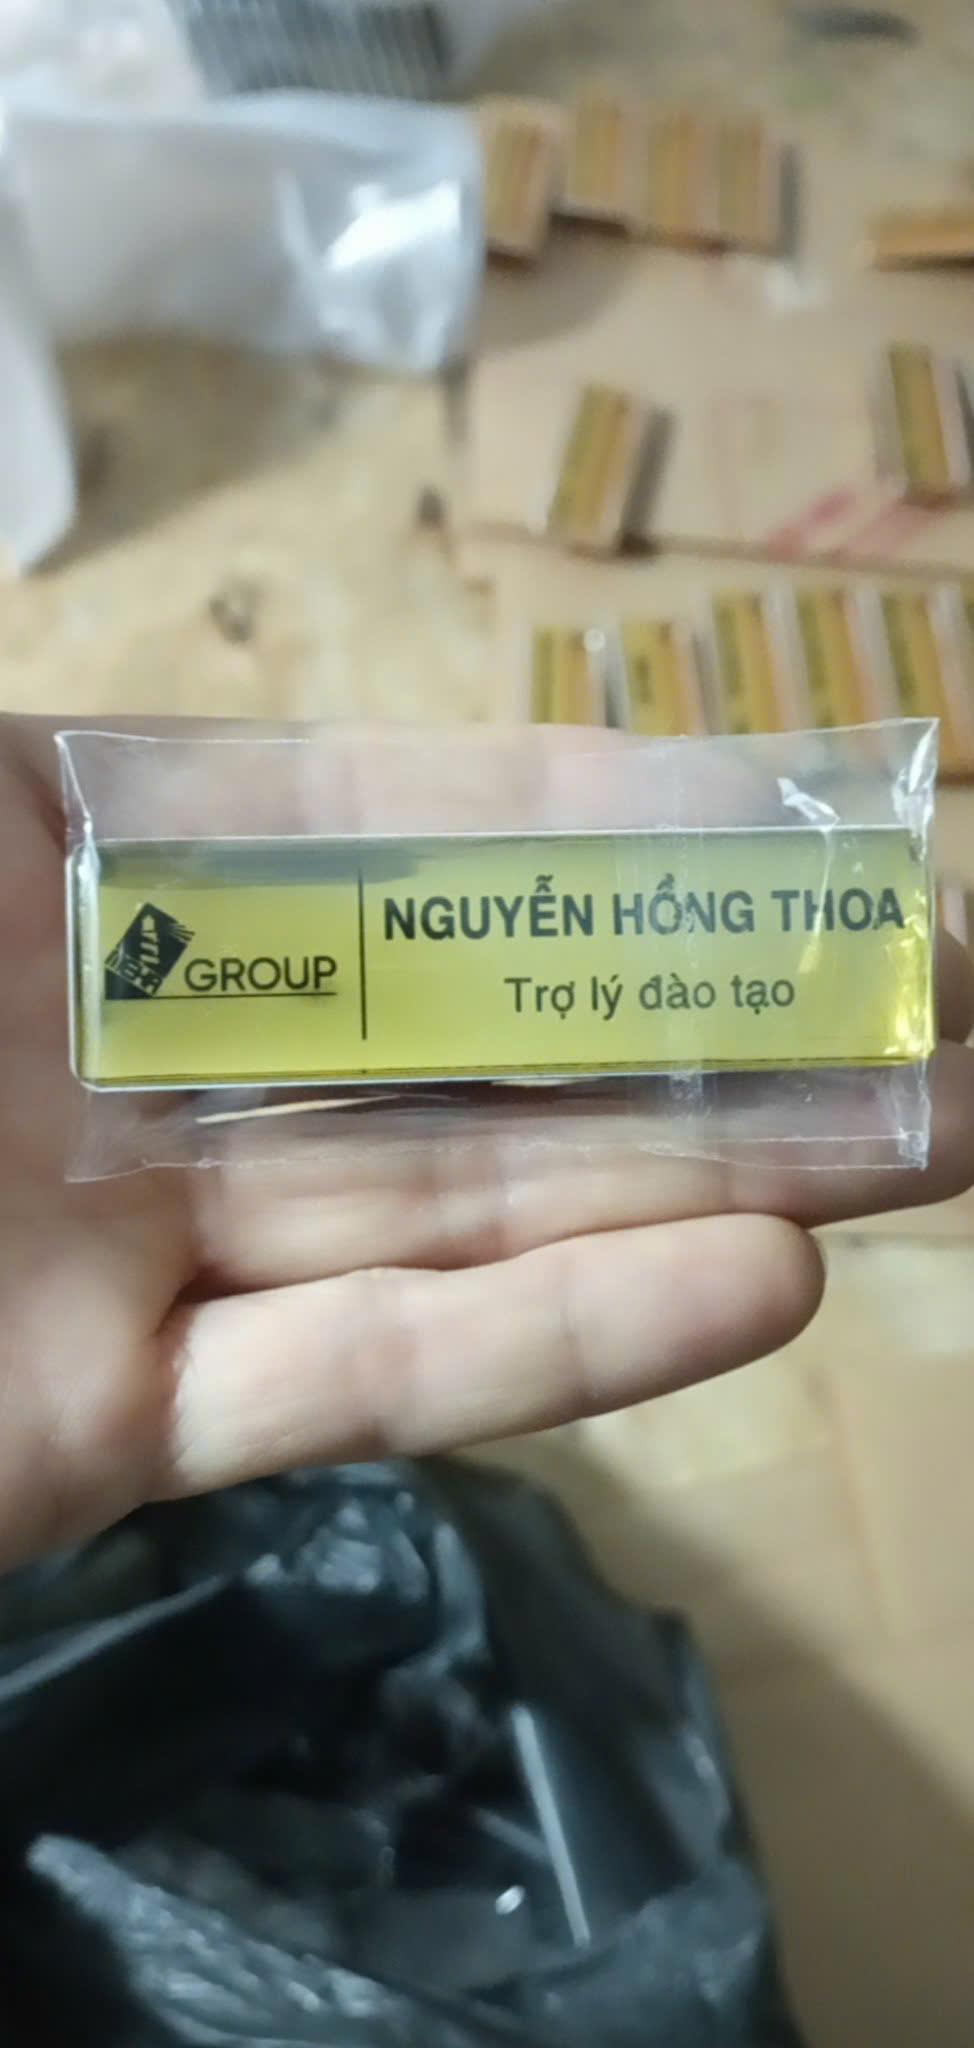 GROUP
NGUYỄN HỒNG THOA
Trợ lý đào tạo